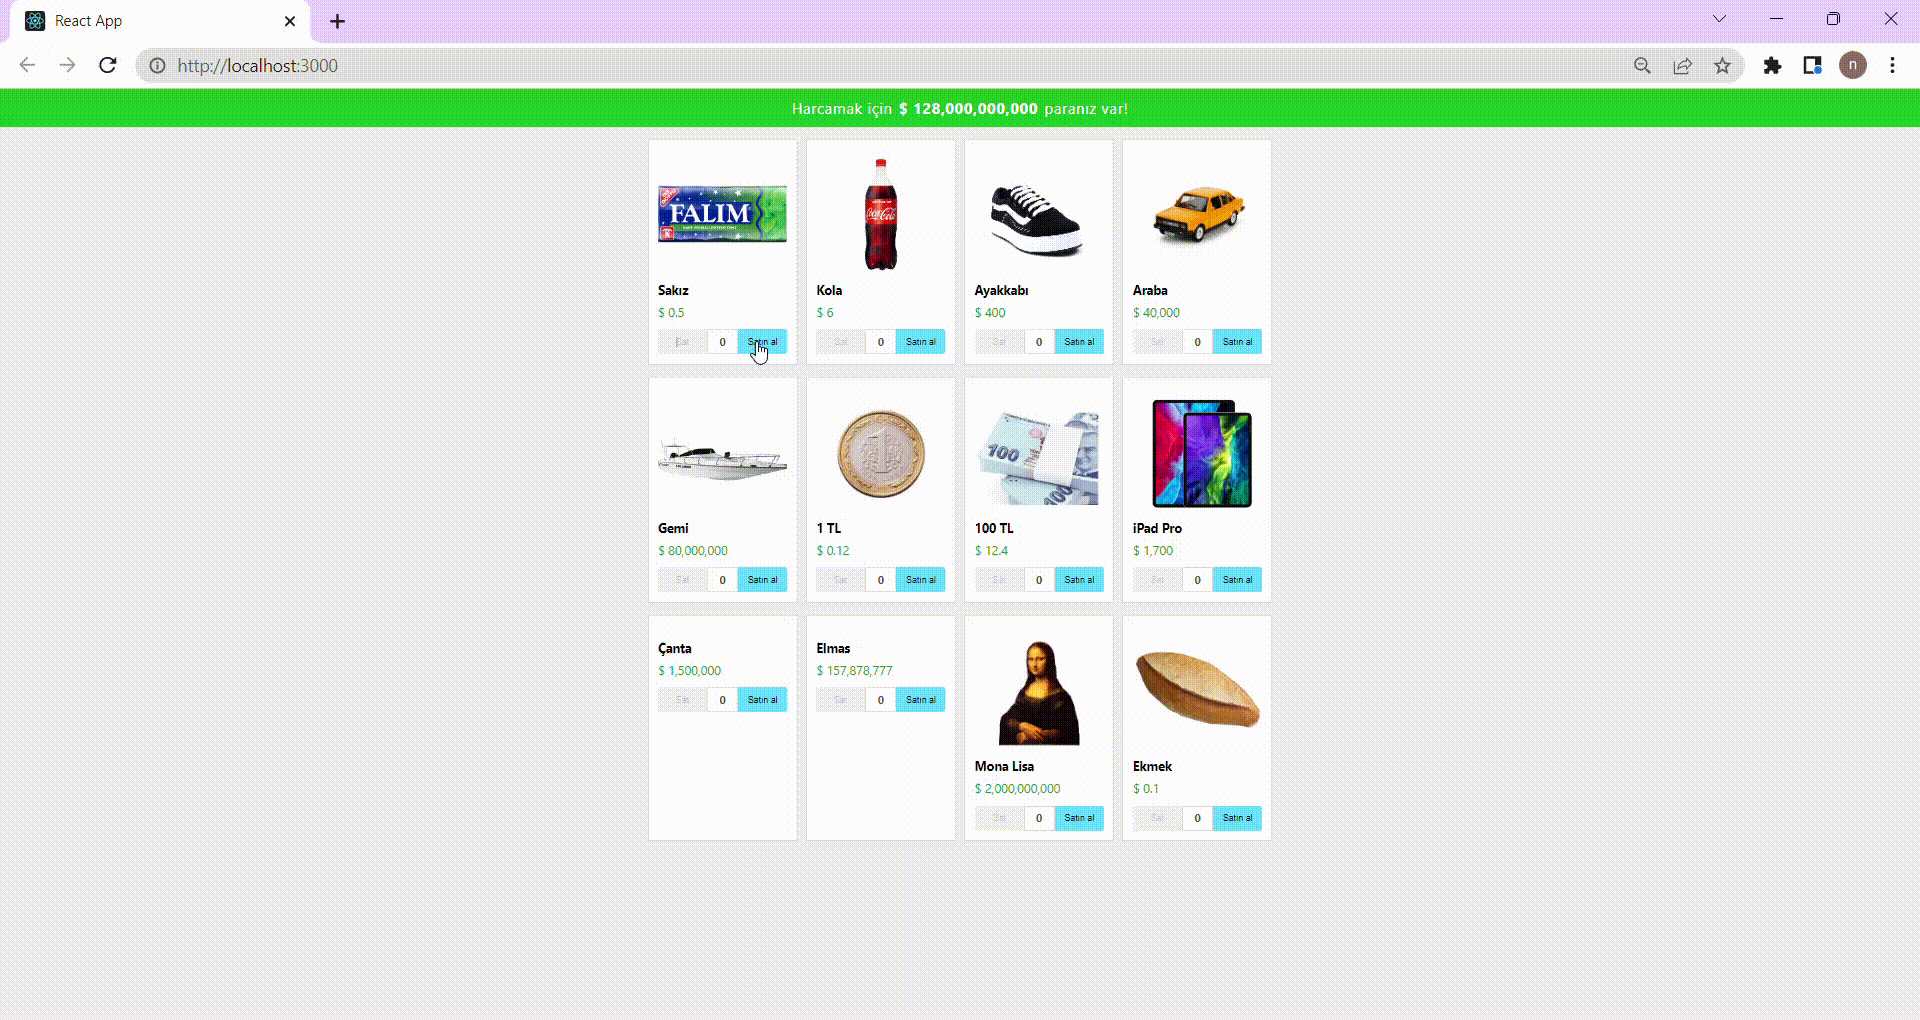 React App
http://localhost:3000
n
Harcamak için $ 128,000,000,000 paranız var!
FALIM
Coca-Cola
Sakız
$ 0.5
Sat 0 Satın al
Kola
$ 6
Sat 0 Satın al
Ayakkabı
$ 400
Sat 0 Satın al
Araba
$ 40,000
Sat 0 Satın al
1
100
100
Gemi
$ 80,000,000
Sat 0 Satın al
1 TL
$ 0.12
Sat 0 Satın al
100 TL
$ 12.4
Sat 0 Satın al
iPad Pro
$ 1,700
Sat 0 Satın al
Çanta
$ 1,500,000
Sat 0 Satın al
Elmas
$ 157,878,777
Sat 0 Satın al
Mona Lisa
$ 2,000,000,000
Sat 0 Satın al
Ekmek
$ 0.1
Sat 0 Satın al